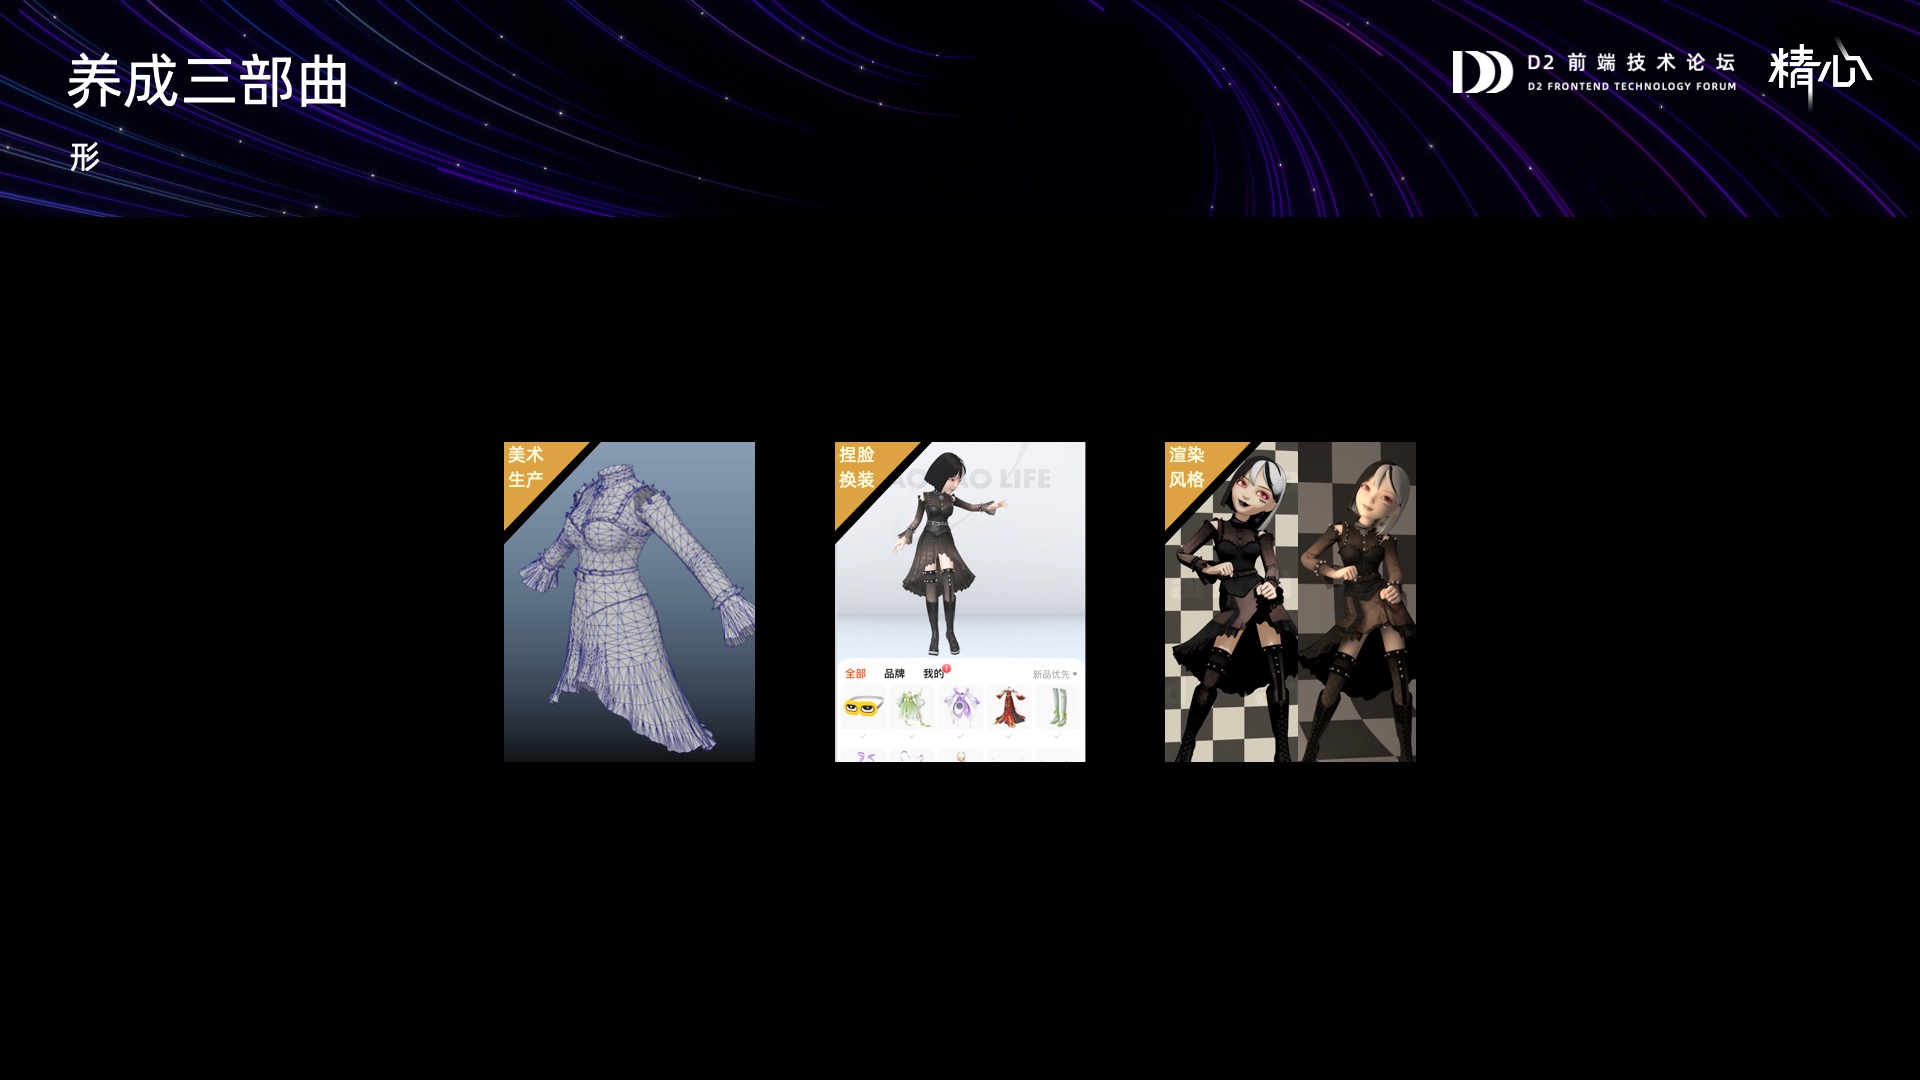 养成三部曲
形
D2 前端技术论坛
D2 FRONTEND TECHNOLOGY FORUM
精心
美术
生产
捏脸
换装
AO LIFE
全部
品牌
我的
新品优先
渲染
风格